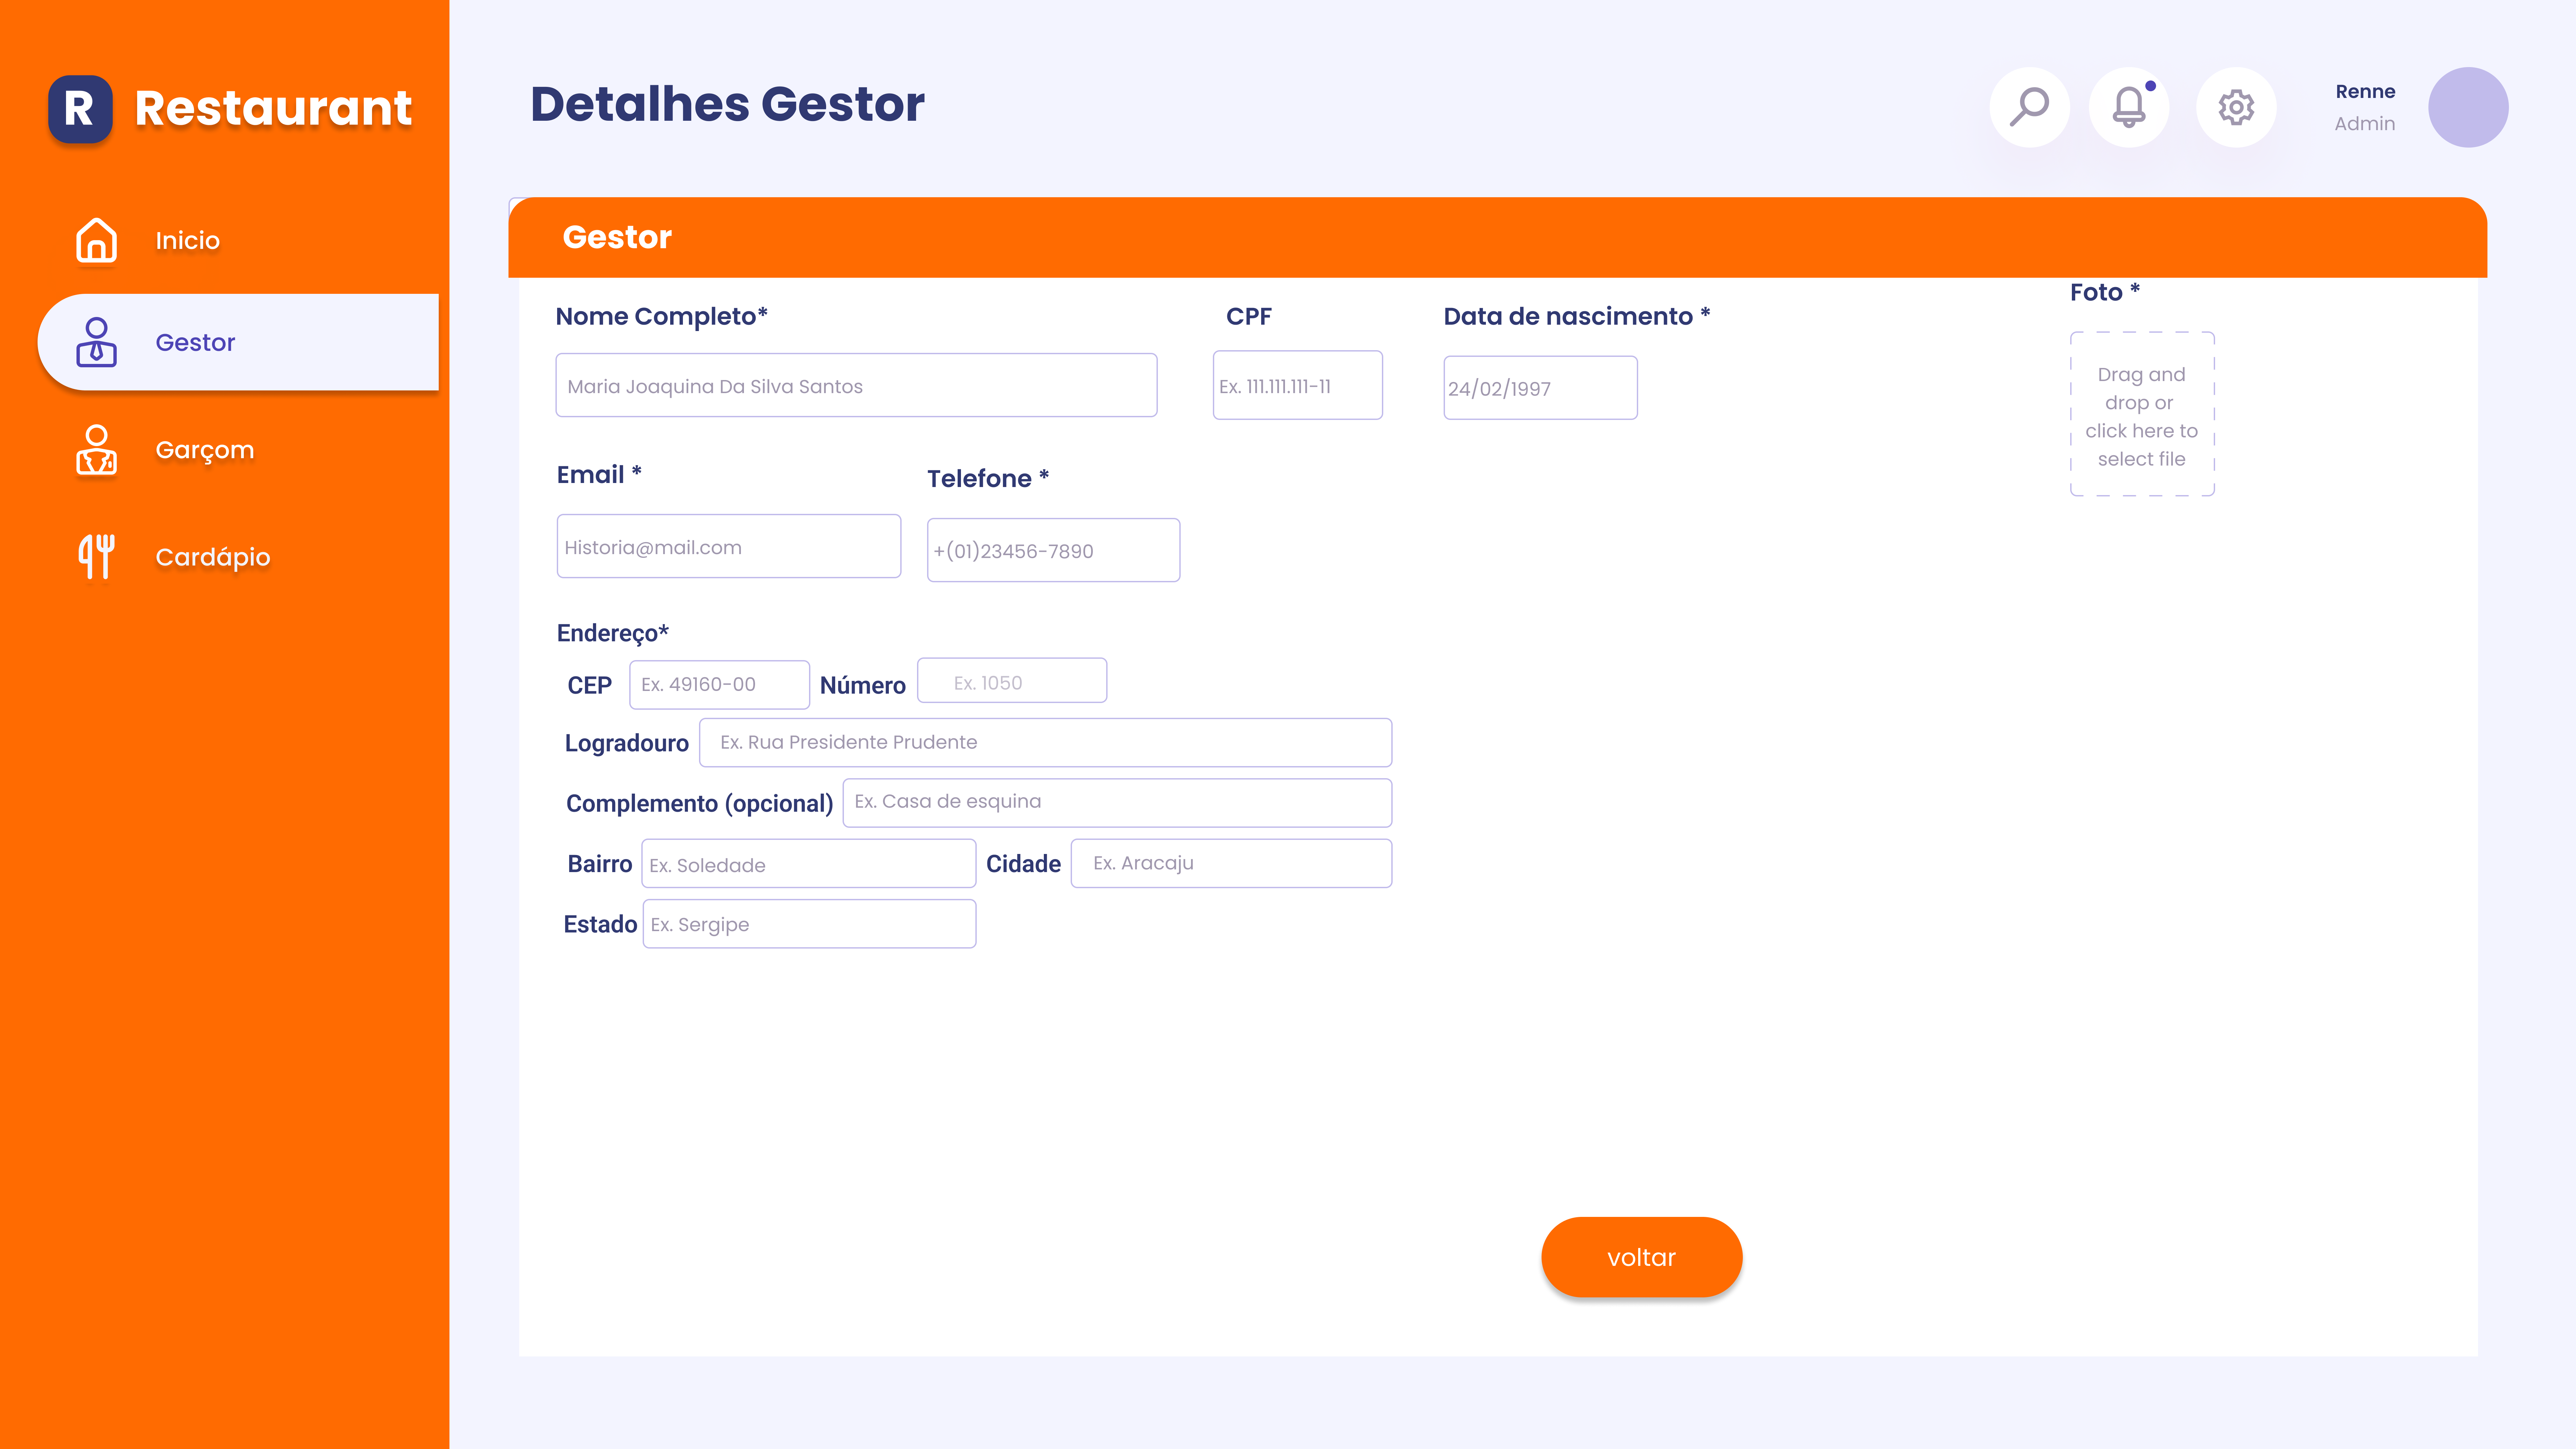 R Restaurant
Detalhes Gestor
Renne
Admin
Inicio
Gestor
Garçom
Cardápio
Gestor
Nome Completo*
CPF
Data de nascimento *
Foto *
Maria Joaquina Da Silva Santos
Ex. 111.111.111-11
24/02/1997
Drag and
drop or
click here to
select file
Email *
Telefone *
Historia@mail.com
+(01)23456-7890
Endereço*
CEP Ex. 49160-00 Número Ex. 1050
Logradouro Ex. Rua Presidente Prudente
Complemento (opcional) Ex. Casa de esquina
Bairro Ex. Soledade Cidade Ex. Aracaju
Estado Ex. Sergipe
voltar